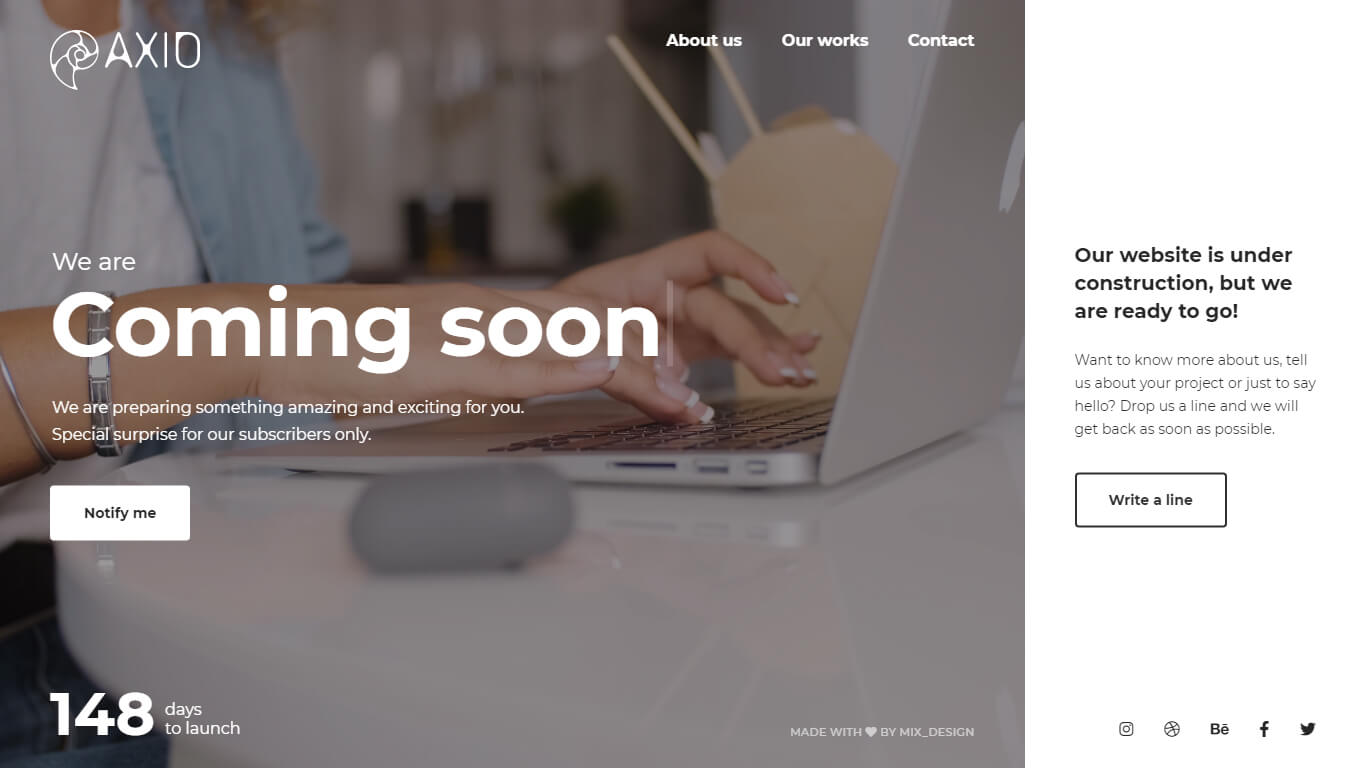 AXIO
About us
Our works
Contact
We are
Coming soon
We are preparing something amazing and exciting for you.
Special surprise for our subscribers only.
Notify me
148
days
to launch
MADE WITH BY MIX_DESIGN
Our website is under
construction, but we
are ready to go!
Want to know more about us, tell
us about your project or just to say
hello? Drop us a line and we will
get back as soon as possible.
Write a line
Bē